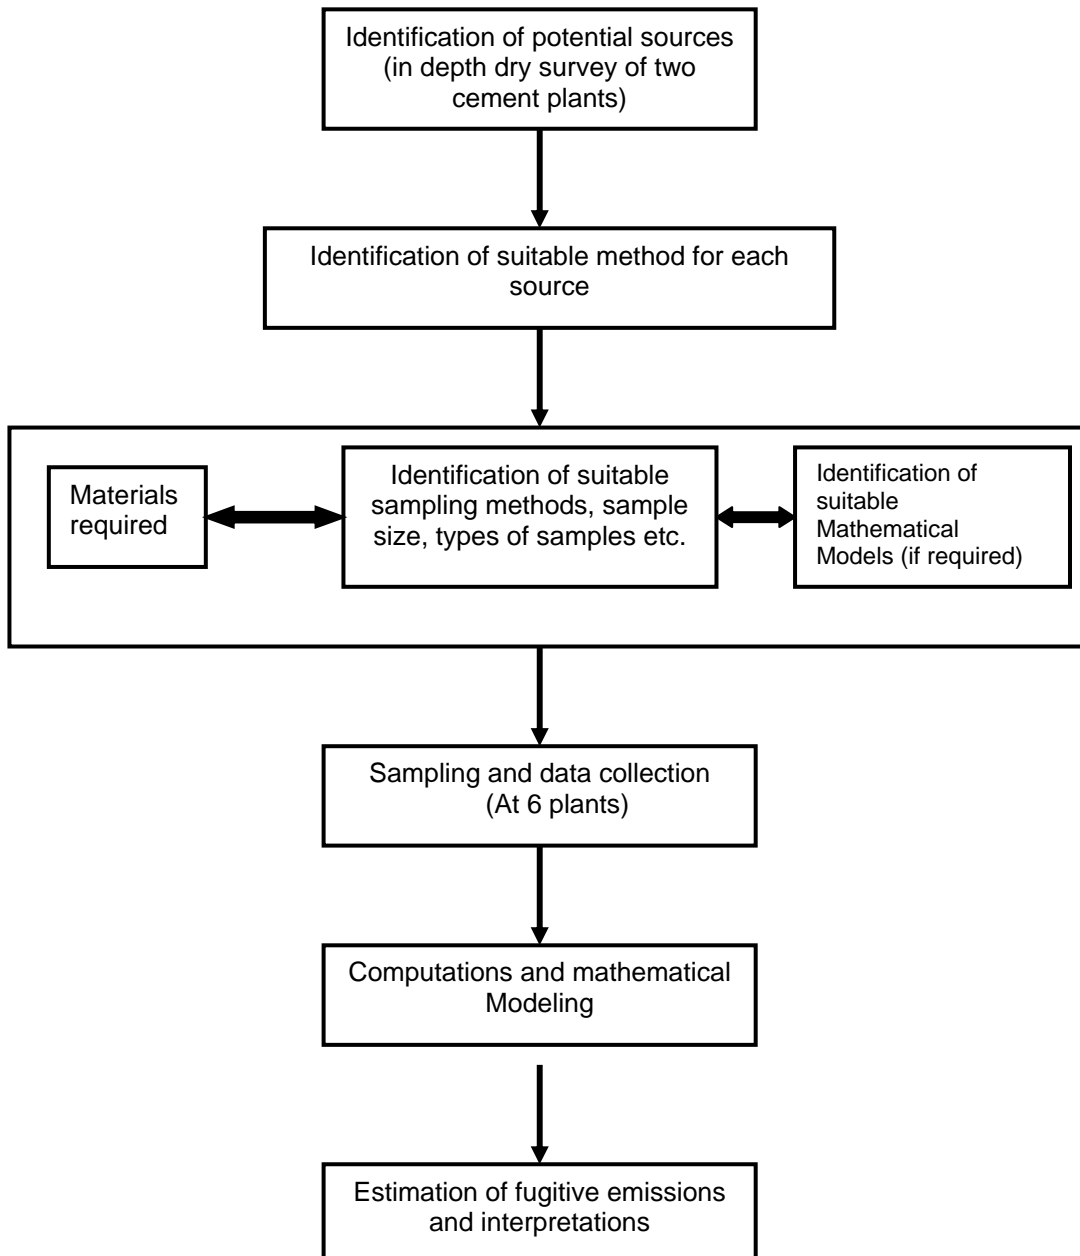 Identification of potential sources
(in depth dry survey of two
cement plants)
Identification of suitable method for each
source
Materials
required
Identification of suitable
sampling methods, sample
size, types of samples etc.
Identification of
suitable
Mathematical
Models (if required)
Sampling and data collection
(At 6 plants)
Computations and mathematical
Modeling
Estimation of fugitive emissions
and interpretations